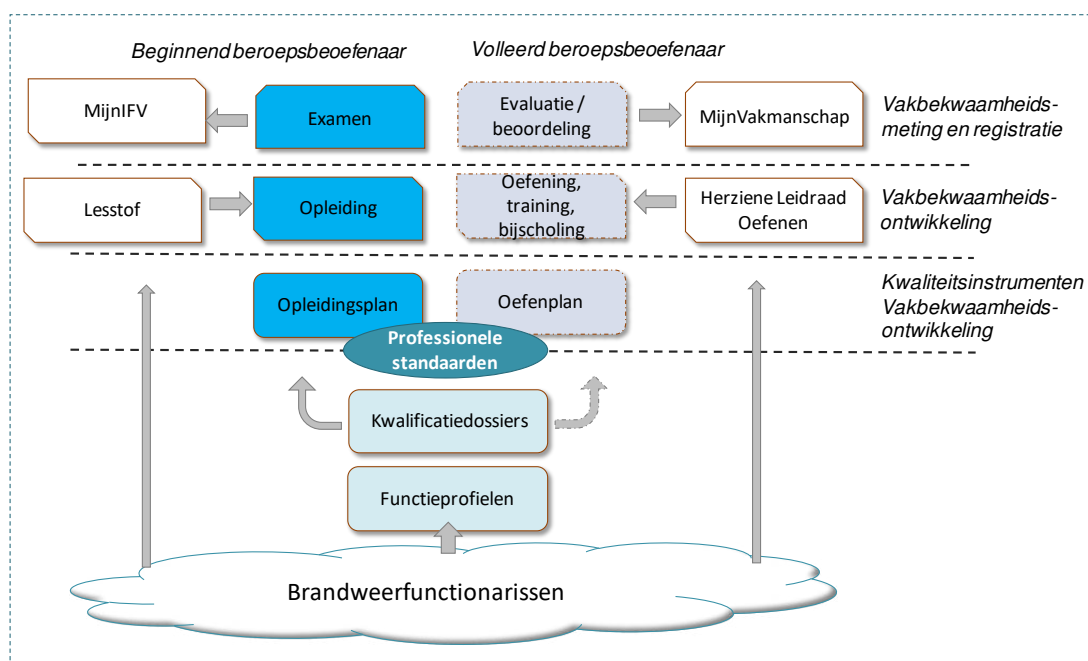 Beginnend beroepsbeoefenaar
Volleerd beroepsbeoefenaar
MijnIFV
Examen
Evaluatie /
beoordeling
MijnVakmanschap
Vakbekwaamheids-
meting en registratie
Lesstof
Opleiding
Oefening,
training,
bijscholing
Herziene Leidraad
Oefenen
Vakbekwaamheids-
ontwikkeling
Opleidingsplan
Oefenplan
Kwaliteitsinstrumenten
Vakbekwaamheids-
ontwikkeling
Professionele
standaarden
Kwalificatiedossiers
Functieprofielen
Brandweerfunctionarissen